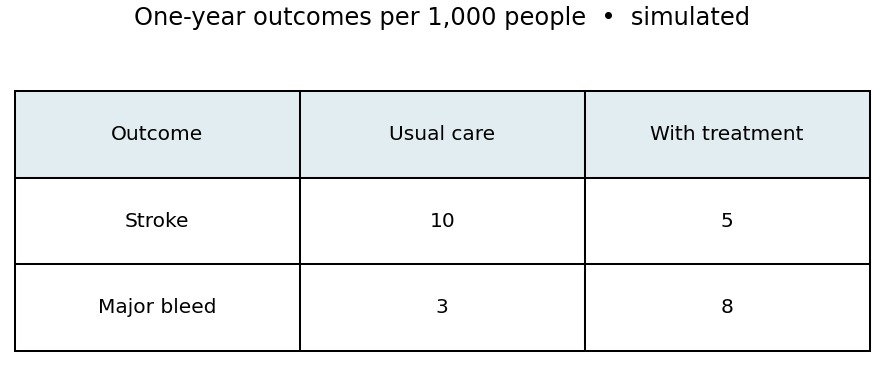 One-year outcomes per 1,000 people • simulated
Outcome Usual care With treatment
Stroke 10 5
Major bleed 3 8